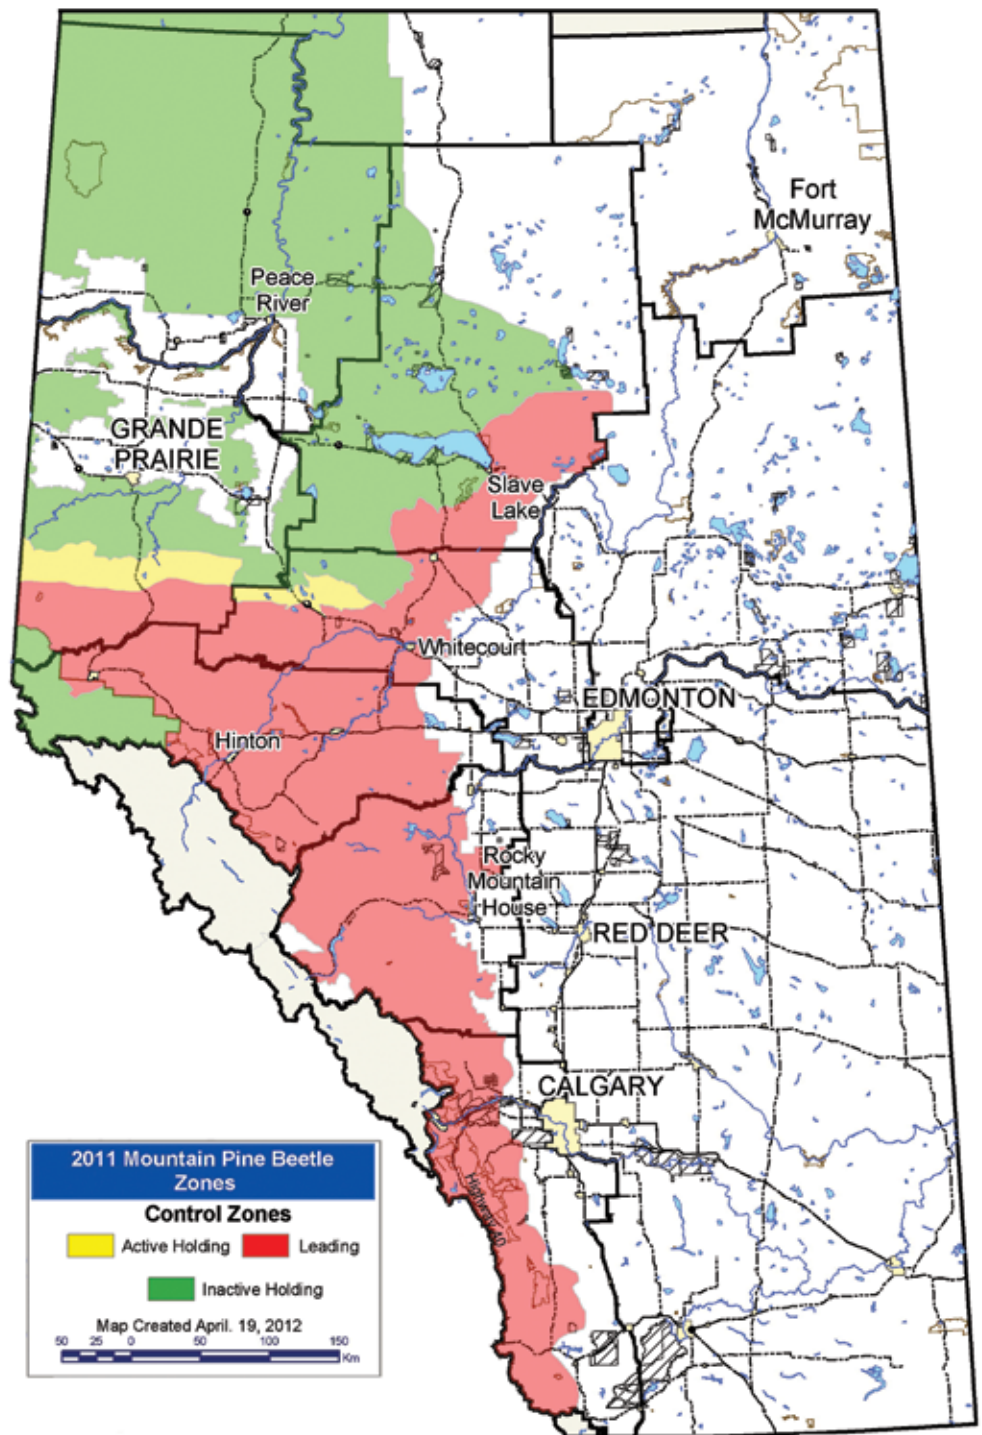 Fort
McMurray
Peace
River
GRANDE
PRAIRIE
Slave
Lake
Whitecourt
EDMONTON
Hinton
Rocky
Mountain
House
RED DEER
CALGARY
Highway 40
2011 Mountain Pine Beetle
Zones
Control Zones
Active Holding
Leading
Inactive Holding
Map Created April. 19, 2012
50 25 0 50 100 150
Km